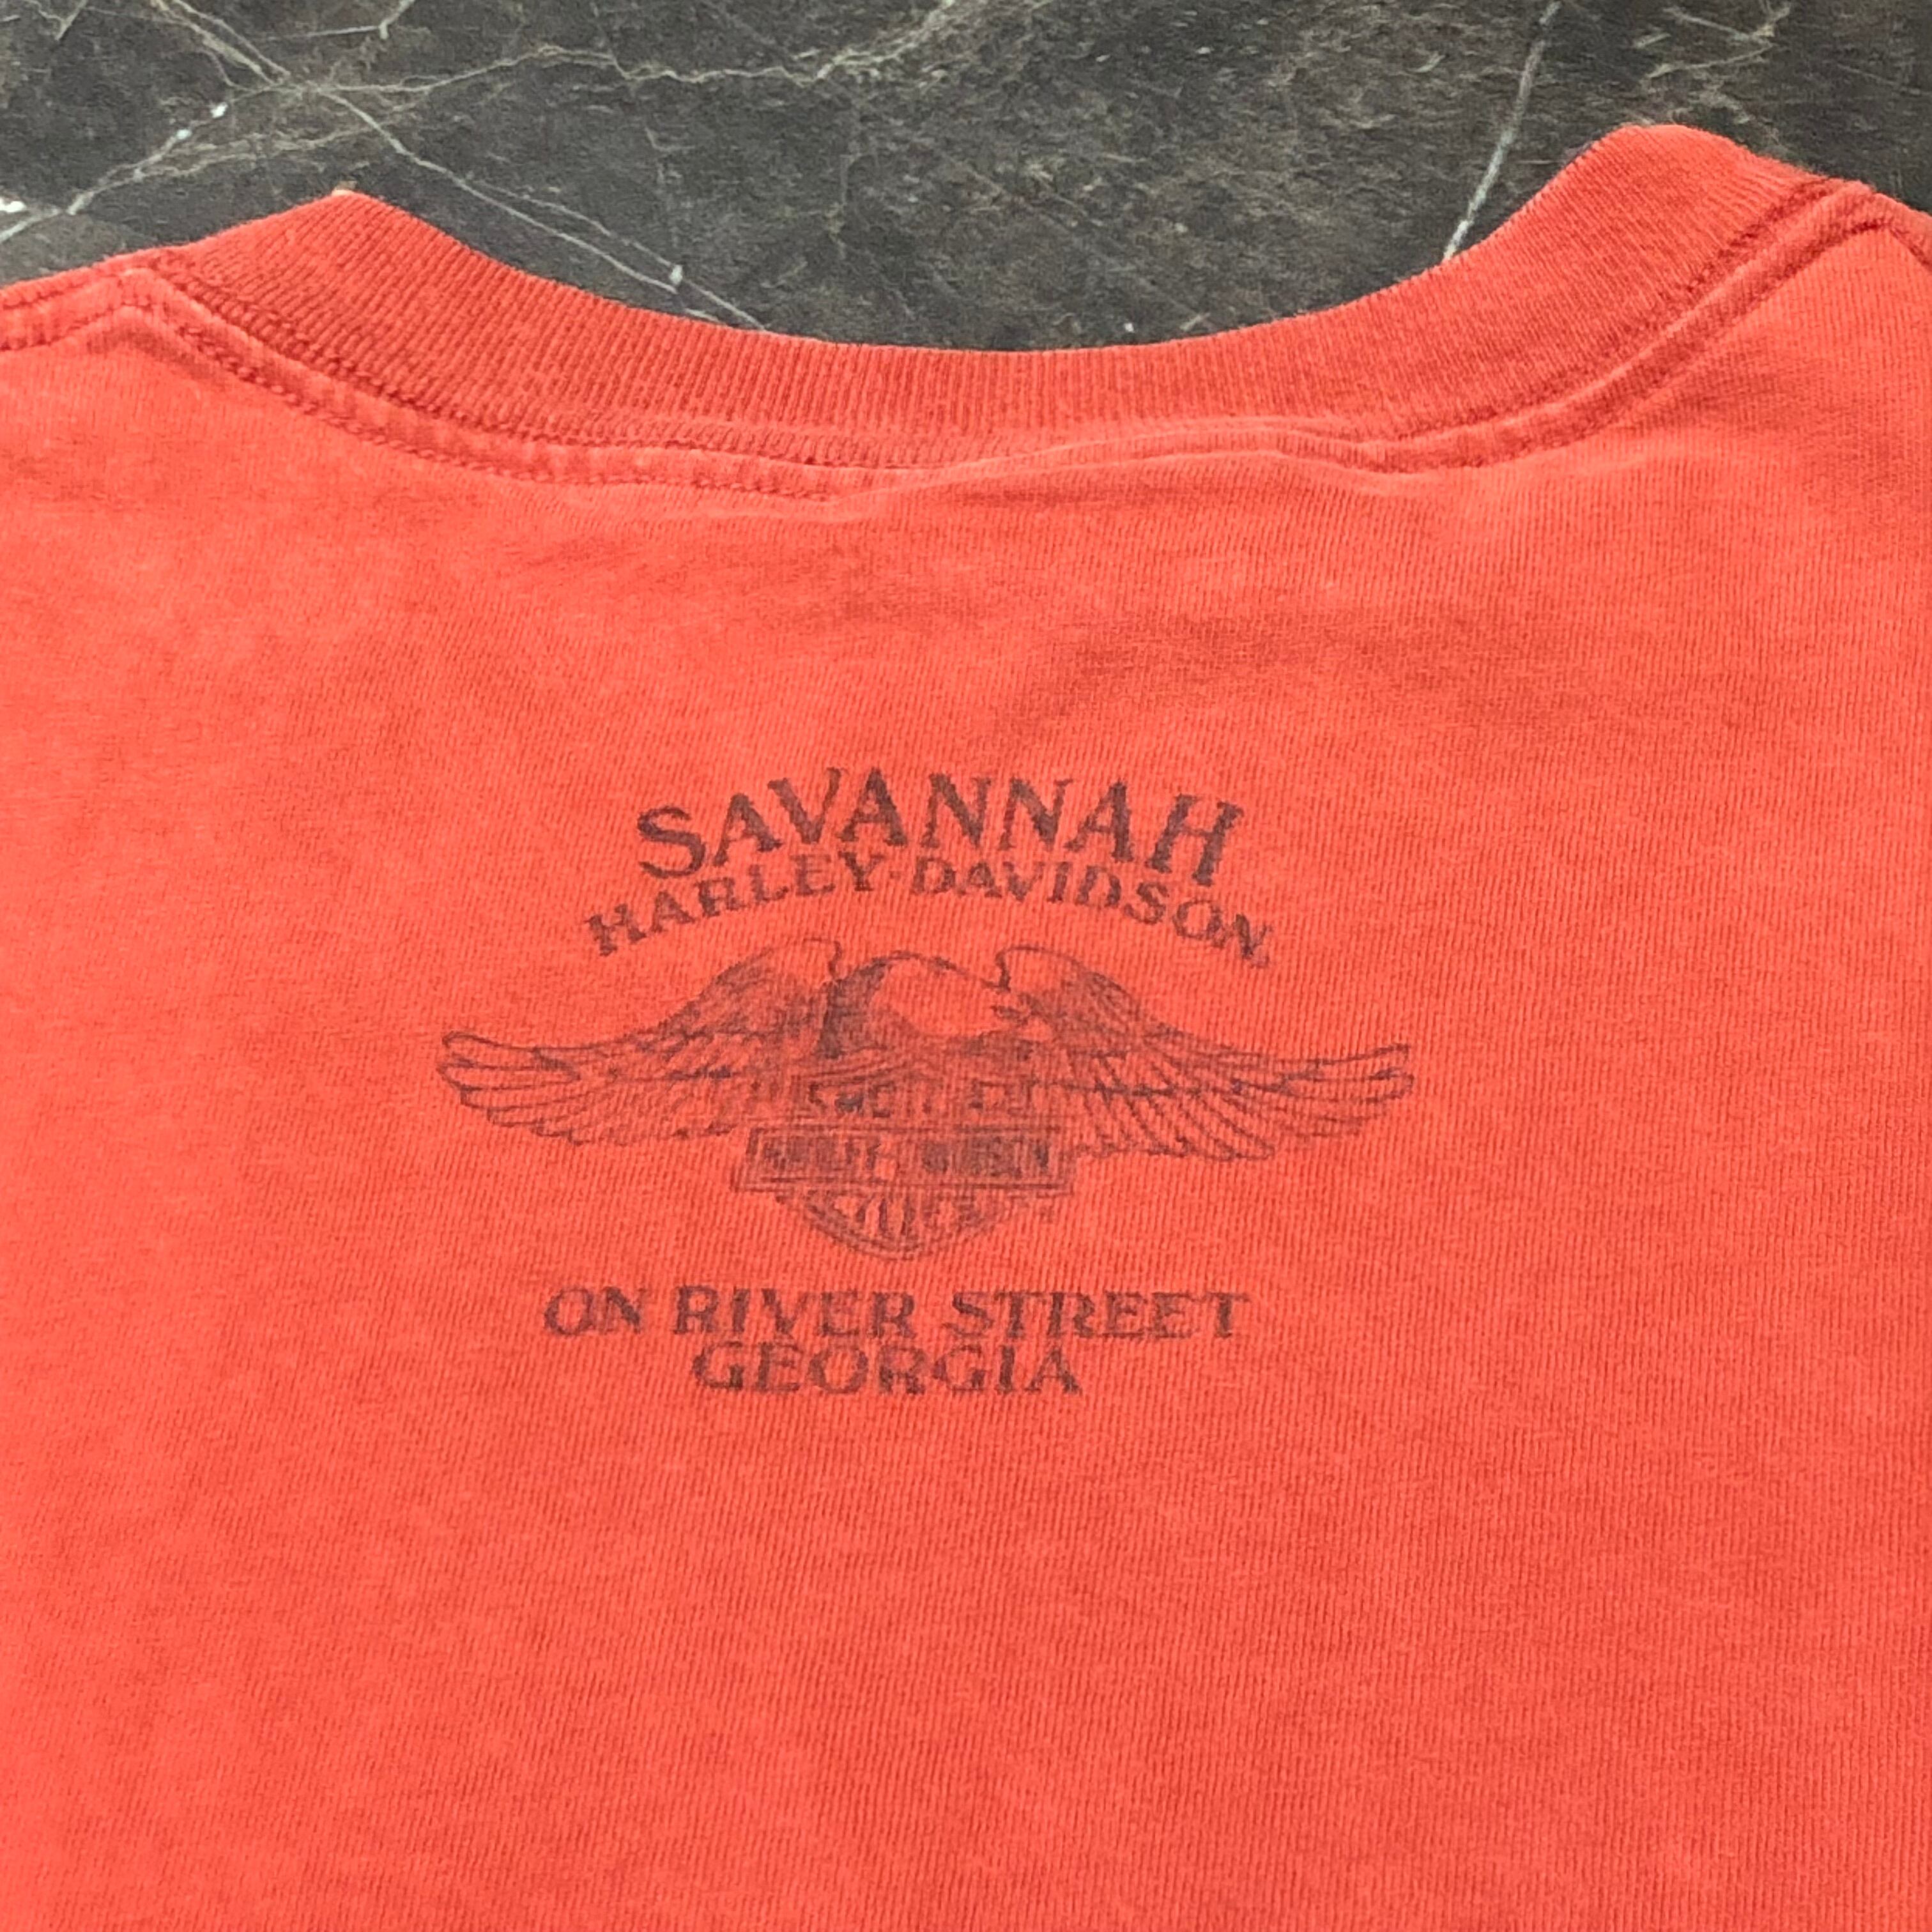 SAVANNAH
HARLEY-DAVIDSON
ON RIVER STREET
GEORGIA